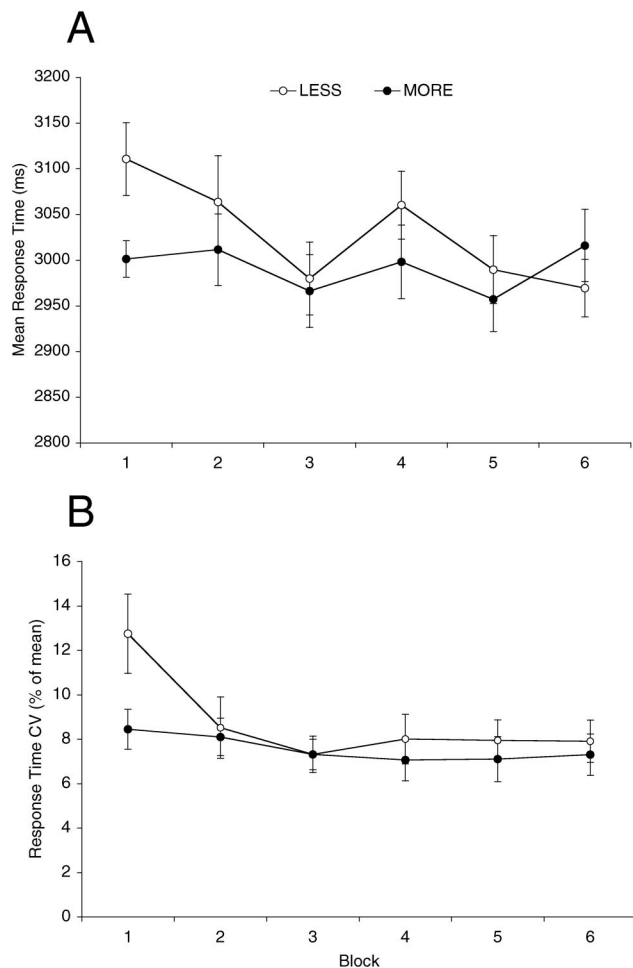 A
3200
3150
3100
3050
3000
2950
2900
2850
2800
Mean Response Time (ms)
LESS MORE
1 2 3 4 5 6
B
16
14
12
10
8
6
4
2
0
Response Time CV (% of mean)
1 2 3 4 5 6
Block